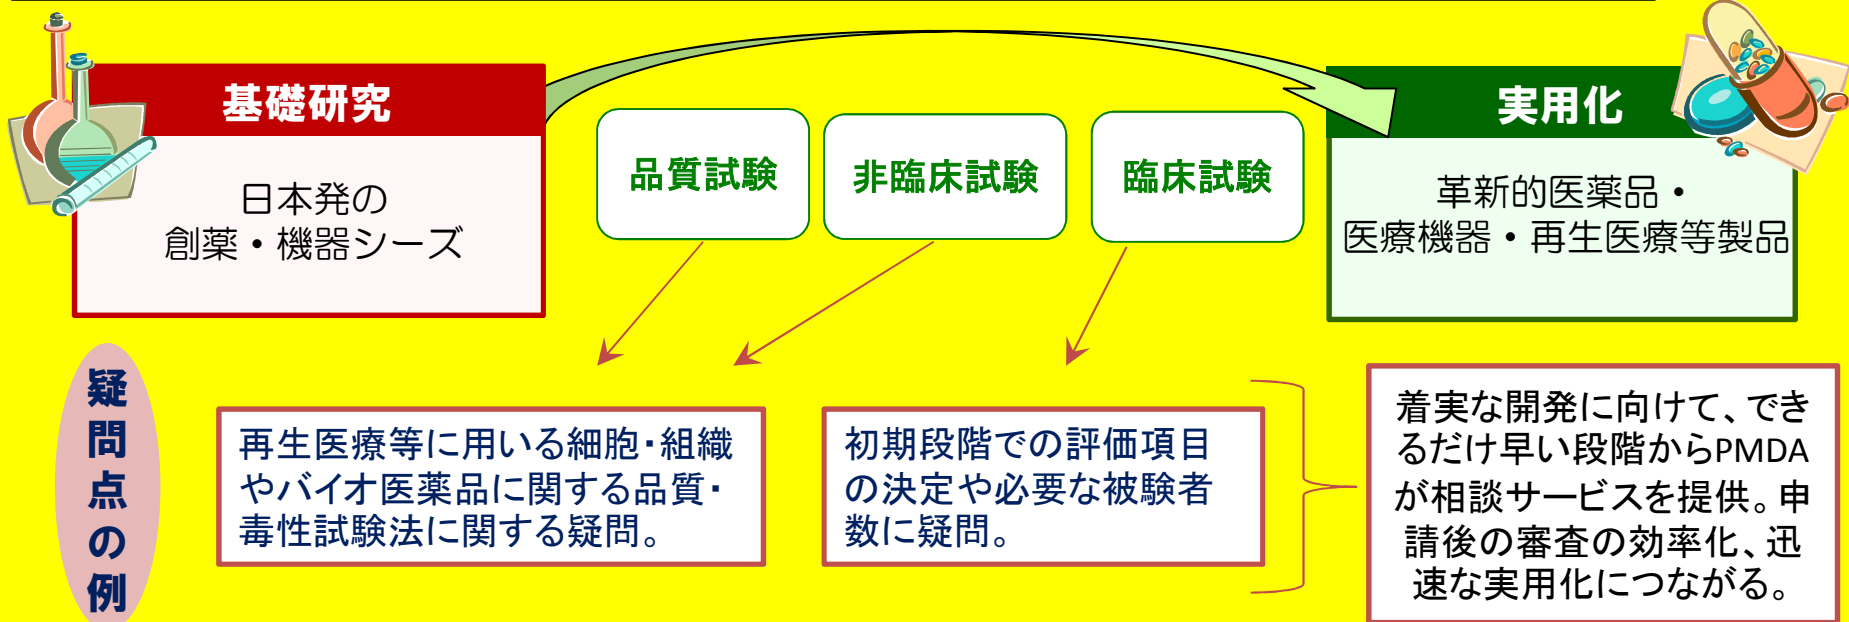 基礎研究
日本発の
創薬・機器シーズ
品質試験
非臨床試験
臨床試験
実用化
革新的医薬品・
医療機器・再生医療等製品
疑問点の例
再生医療等に用いる細胞・組織
やバイオ医薬品に関する品質・
毒性試験法に関する疑問。
初期段階での評価項目
の決定や必要な被験者
数に疑問。
着実な開発に向けて、でき
るだけ早い段階からPMDA
が相談サービスを提供。申
請後の審査の効率化、迅
速な実用化につながる。